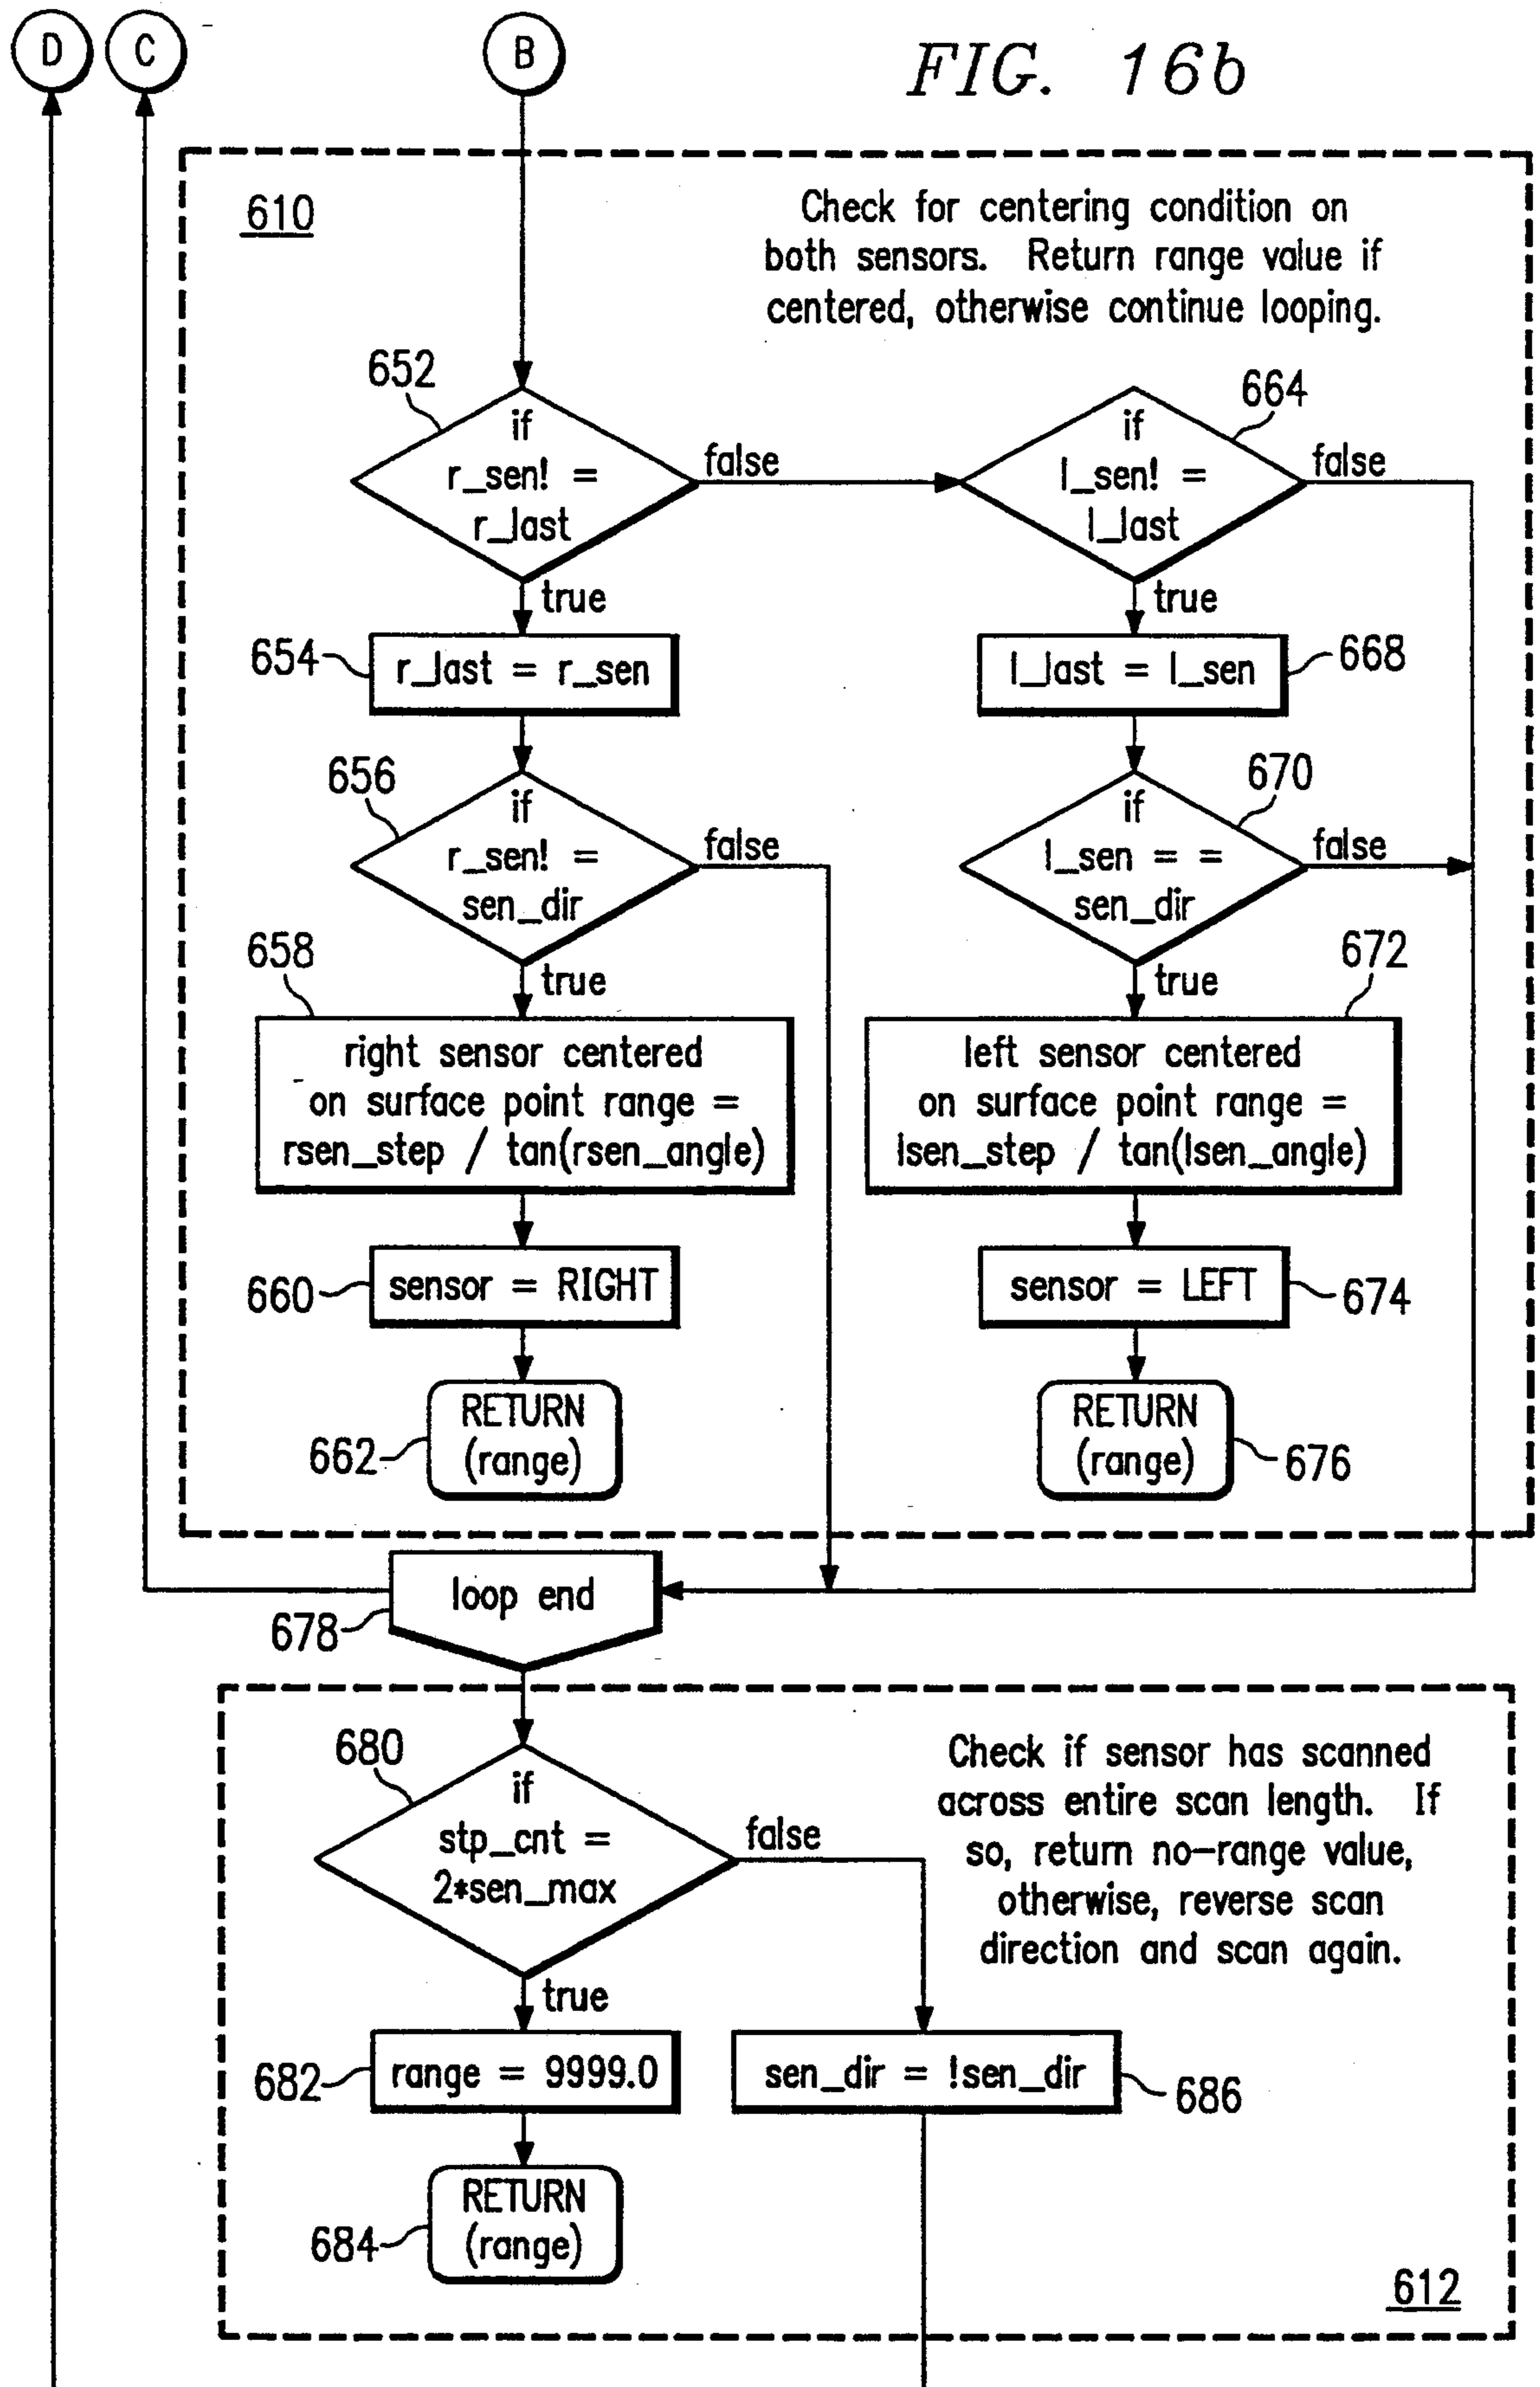 D
C
B
FIG. 16b
610
Check for centering condition on
both sensors. Return range value if
centered, otherwise continue looping.
652
if
r_sen! =
r_last
false
true
664
if
l_sen! =
l_last
false
true
654
r_last = r_sen
l_last = l_sen
668
656
if
r_sen! =
sen_dir
false
true
670
if
l_sen = =
sen_dir
false
true
658
right sensor centered
on surface point range =
rsen_step / tan(rsen_angle)
672
left sensor centered
on surface point range =
lsen_step / tan(lsen_angle)
660
sensor = RIGHT
sensor = LEFT
674
662
RETURN
(range)
RETURN
(range)
676
loop end
678
680
if
stp_cnt =
2*sen_max
false
true
Check if sensor has scanned
across entire scan length. If
so, return no-range value,
otherwise, reverse scan
direction and scan again.
682
range = 9999.0
sen_dir = !sen_dir
686
684
RETURN
(range)
612